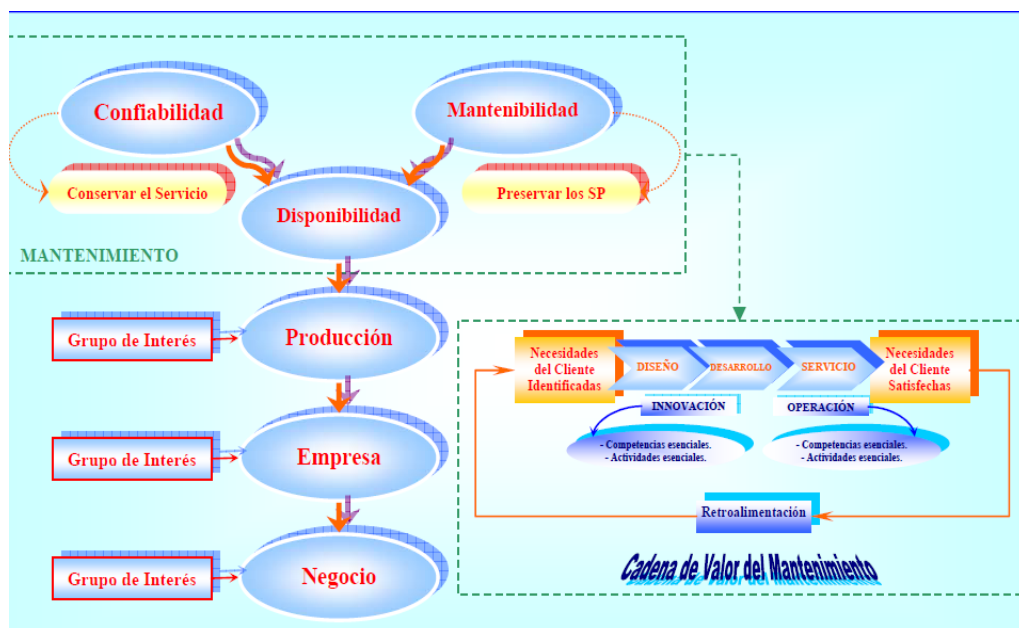 Confiabilidad
Mantenibilidad
Conservar el Servicio
Preservar los SP
Disponibilidad
MANTENIMIENTO
Grupo de Interés
Producción
Grupo de Interés
Empresa
Grupo de Interés
Negocio
Necesidades
del Cliente
Identificadas
DISEÑO
DESARROLLO
SERVICIO
Necesidades
del Cliente
Satisfechas
INNOVACIÓN
OPERACIÓN
- Competencias esenciales.
- Actividades esenciales.
- Competencias esenciales.
- Actividades esenciales.
Retroalimentación
Cadena de Valor del Mantenimiento